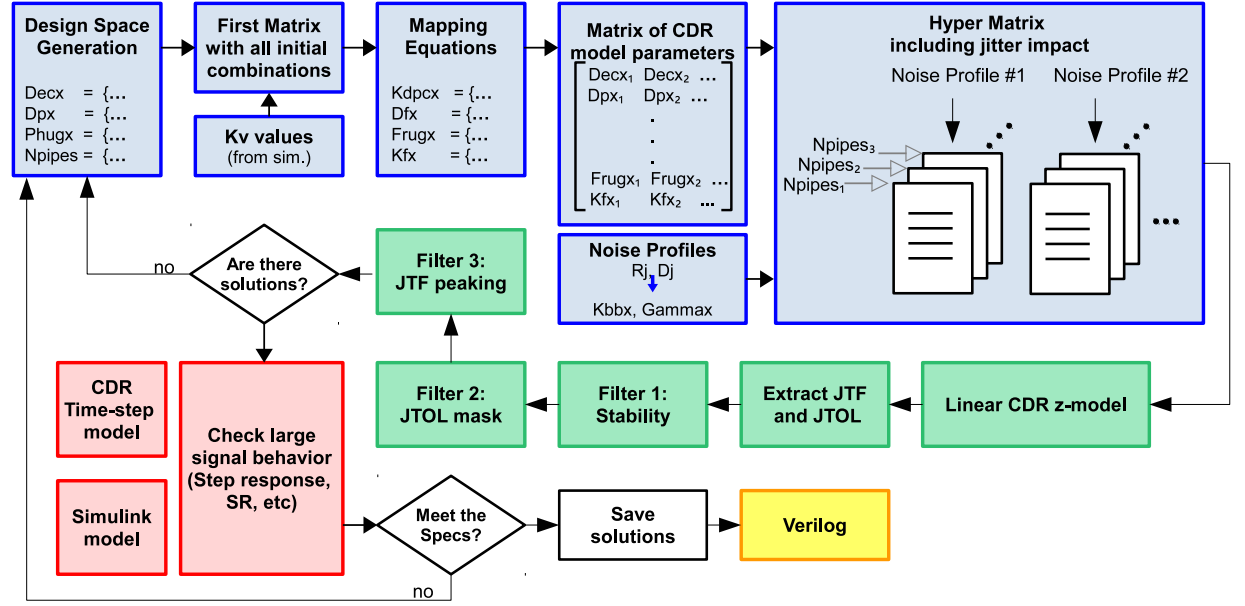 Design Space
Generation
Decx = {...
Dpx = {...
Phugx = {...
Npipes = {...
First Matrix
with all initial
combinations
Kv values
(from sim.)
Mapping
Equations
Kdpcx = {...
Dfx = {...
Frugx = {...
Kfx = {...
Matrix of CDR
model parameters
Decx₁ Decx₂ ...
Dpx₁ Dpx₂ ...
.
.
.
Frugx₁ Frugx₂ ...
Kfx₁ Kfx₂ ...
Noise Profiles
Rj, Dj
Kbbx, Gammax
Hyper Matrix
including jitter impact
Noise Profile #1 Noise Profile #2
Npipes₃
Npipes₂
Npipes₁
...
no
Are there
solutions?
Filter 3:
JTF peaking
CDR
Time-step
model
Check large
signal behavior
(Step response,
SR, etc)
Filter 2:
JTOL mask
Filter 1:
Stability
Extract JTF
and JTOL
Linear CDR z-model
Simulink
model
Meet the
Specs?
Save
solutions
Verilog
no